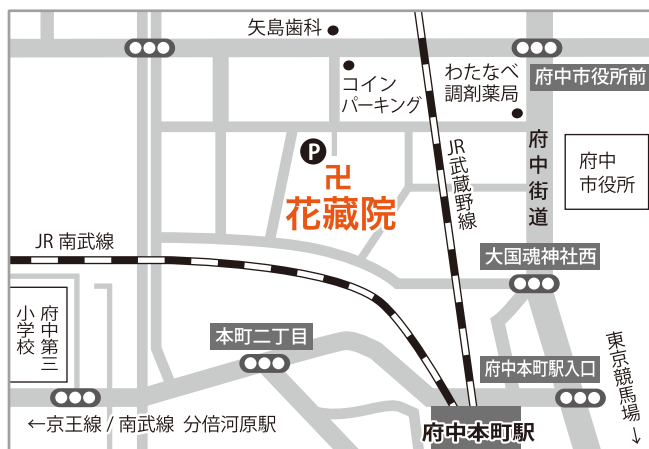 矢島歯科
コイン
パーキング
わたなべ
調剤薬局
府中市役所前
府中街道
府中
市役所
P
卍
花藏院
JR武蔵野線
JR 南武線
大国魂神社西
府中第三
小学校
本町二丁目
府中本町駅入口
東京競馬場→
←京王線 / 南武線 分倍河原駅
府中本町駅